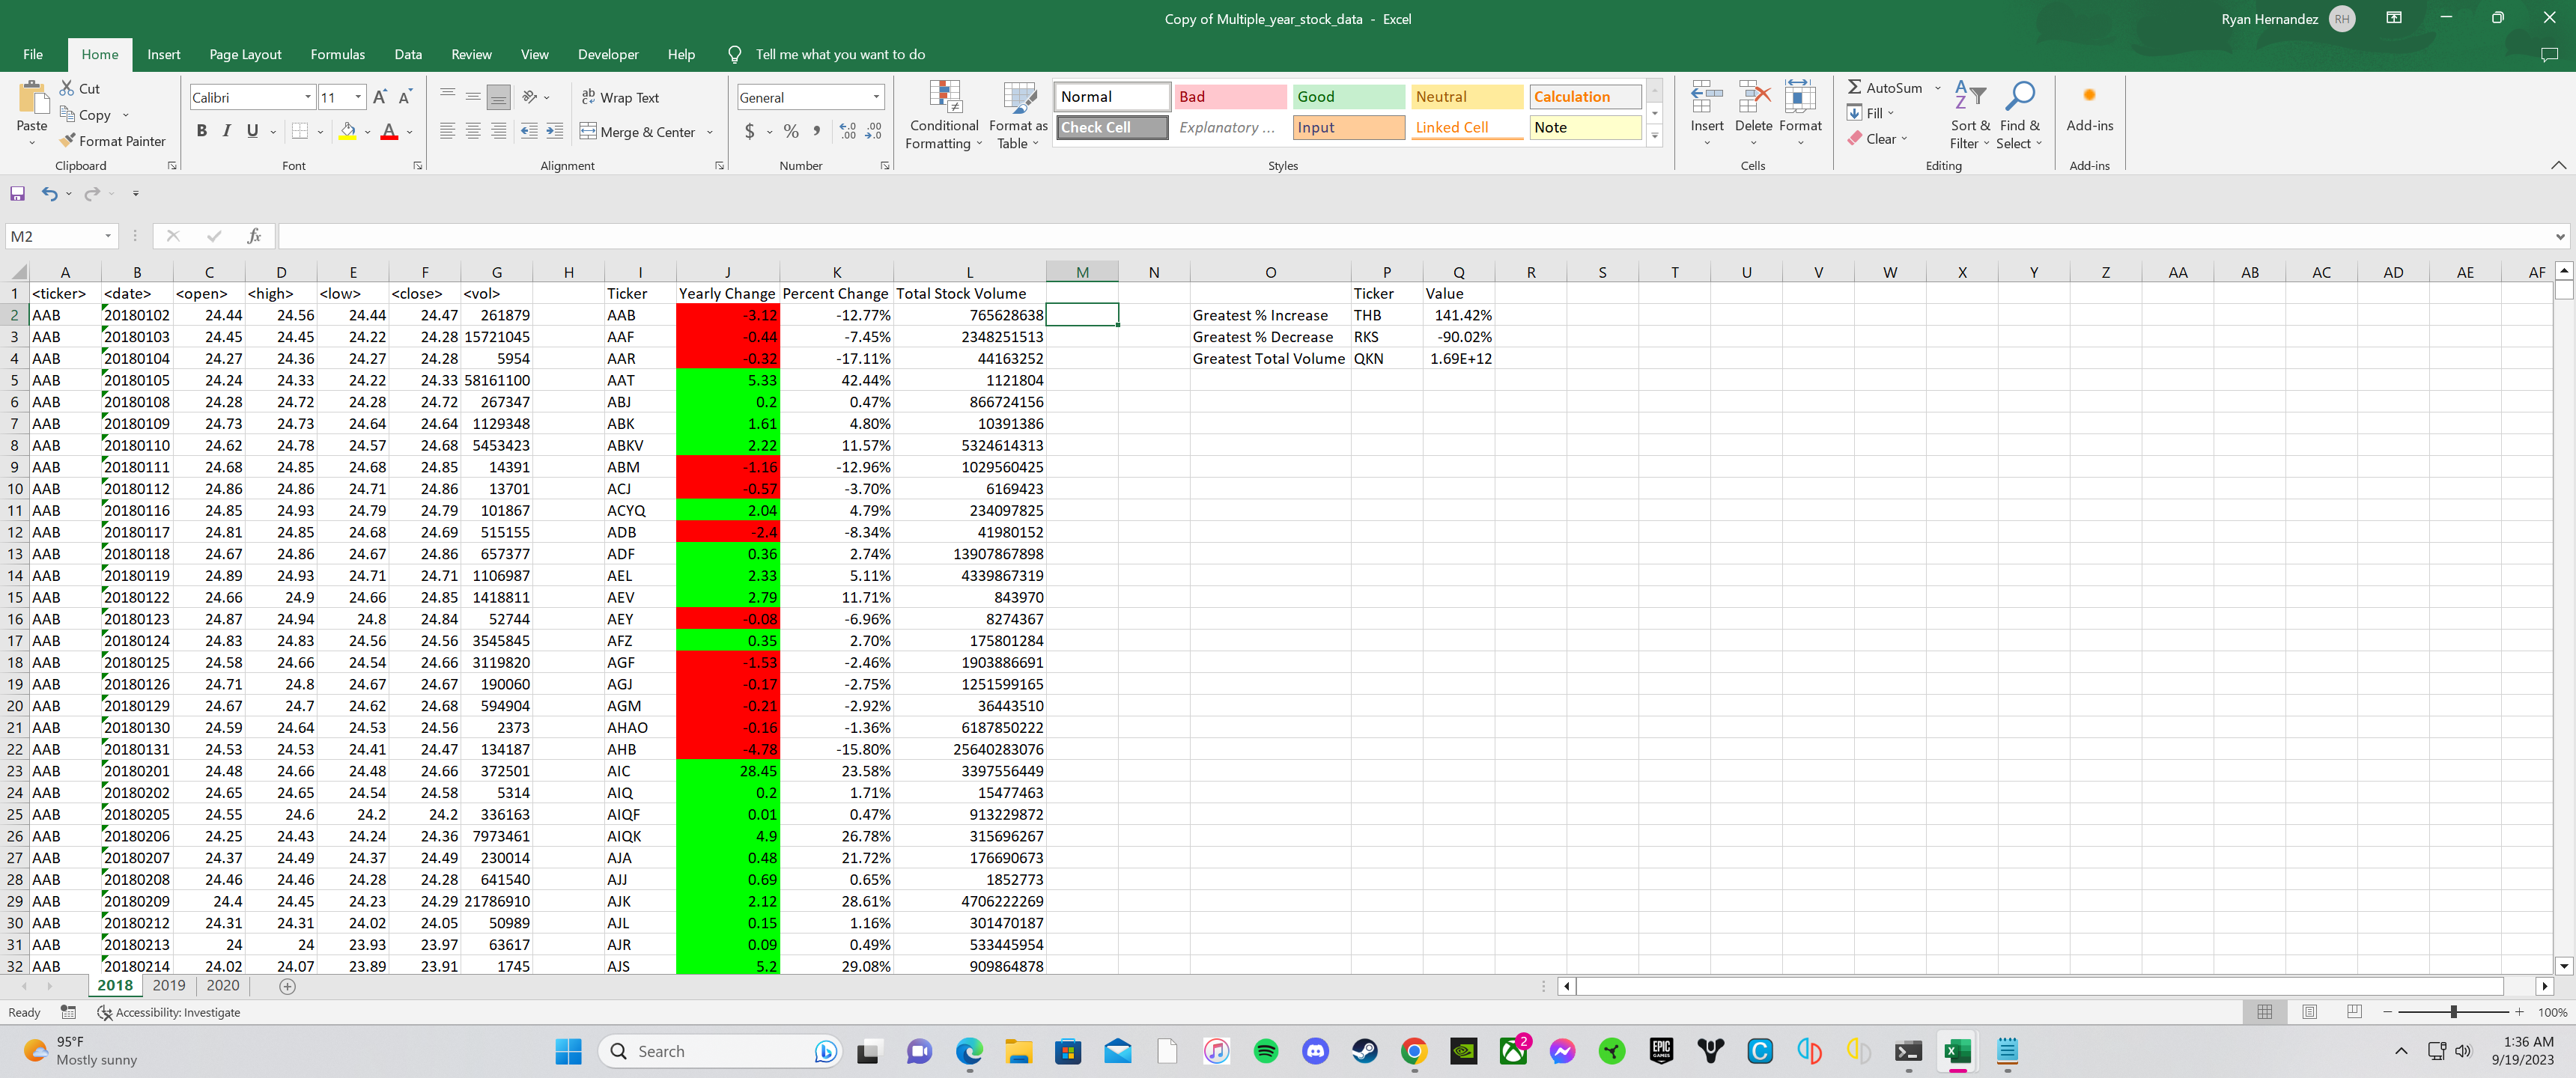 Copy of Multiple_year_stock_data - Excel
Ryan Hernandez RH
File Home Insert Page Layout Formulas Data Review View Developer Help Tell me what you want to do
Paste
Cut
Copy
Format Painter
Clipboard
Calibri 11
B I U
Font
Wrap Text
Merge & Center
Alignment
General
$ % ,
Number
Conditional Formatting
Format as Table
Normal Bad Good Neutral Calculation
Check Cell Explanatory ... Input Linked Cell Note
Styles
Insert Delete Format
Cells
AutoSum
Fill
Clear
Sort & Filter
Find & Select
Editing
Add-ins
Add-ins
M2 fx
A B C D E F G H I J K L M N O P Q R S T U V W X Y Z AA AB AC AD AE AF
1 <ticker> <date> <open> <high> <low> <close> <vol> Ticker Yearly Change Percent Change Total Stock Volume Ticker Value
2 AAB 20180102 24.44 24.56 24.44 24.47 261879 AAB -3.12 -12.77% 765628638 Greatest % Increase THB 141.42%
3 AAB 20180103 24.45 24.45 24.22 24.28 15721045 AAF -0.44 -7.45% 2348251513 Greatest % Decrease RKS -90.02%
4 AAB 20180104 24.27 24.36 24.27 24.28 5954 AAR -0.32 -17.11% 44163252 Greatest Total Volume QKN 1.69E+12
5 AAB 20180105 24.24 24.33 24.22 24.33 58161100 AAT 5.33 42.44% 1121804
6 AAB 20180108 24.28 24.72 24.28 24.72 267347 ABJ 0.2 0.47% 866724156
7 AAB 20180109 24.73 24.73 24.64 24.64 1129348 ABK 1.61 4.80% 10391386
8 AAB 20180110 24.62 24.78 24.57 24.68 5453423 ABKV 2.22 11.57% 5324614313
9 AAB 20180111 24.68 24.85 24.68 24.85 14391 ABM -1.16 -12.96% 1029560425
10 AAB 20180112 24.86 24.86 24.71 24.86 13701 ACJ -0.57 -3.70% 6169423
11 AAB 20180116 24.85 24.93 24.79 24.79 101867 ACYQ 2.04 4.79% 234097825
12 AAB 20180117 24.81 24.85 24.68 24.69 515155 ADB -2.4 -8.34% 41980152
13 AAB 20180118 24.67 24.86 24.67 24.86 657377 ADF 0.36 2.74% 13907867898
14 AAB 20180119 24.89 24.93 24.71 24.71 1106987 AEL 2.33 5.11% 4339867319
15 AAB 20180122 24.66 24.9 24.66 24.85 1418811 AEV 2.79 11.71% 843970
16 AAB 20180123 24.87 24.94 24.8 24.84 52744 AEY -0.08 -6.96% 8274367
17 AAB 20180124 24.83 24.83 24.56 24.56 3545845 AFZ 0.35 2.70% 175801284
18 AAB 20180125 24.58 24.66 24.54 24.66 3119820 AGF -1.53 -2.46% 1903886691
19 AAB 20180126 24.71 24.8 24.67 24.67 190060 AGJ -0.17 -2.75% 1251599165
20 AAB 20180129 24.67 24.7 24.62 24.68 594904 AGM -0.21 -2.92% 36443510
21 AAB 20180130 24.59 24.64 24.53 24.56 2373 AHAO -0.16 -1.36% 6187850222
22 AAB 20180131 24.53 24.53 24.41 24.47 134187 AHB -4.78 -15.80% 25640283076
23 AAB 20180201 24.48 24.66 24.48 24.66 372501 AIC 28.45 23.58% 3397556449
24 AAB 20180202 24.65 24.65 24.54 24.58 5314 AIQ 0.2 1.71% 15477463
25 AAB 20180205 24.55 24.6 24.2 24.2 336163 AIQF 0.01 0.47% 913229872
26 AAB 20180206 24.25 24.43 24.24 24.36 7973461 AIQK 4.9 26.78% 315696267
27 AAB 20180207 24.37 24.49 24.37 24.49 230014 AJA 0.48 21.72% 176690673
28 AAB 20180208 24.46 24.46 24.28 24.28 641540 AJJ 0.69 0.65% 1852773
29 AAB 20180209 24.4 24.45 24.23 24.29 21786910 AJK 2.12 28.61% 4706222269
30 AAB 20180212 24.31 24.31 24.02 24.05 50989 AJL 0.15 1.16% 301470187
31 AAB 20180213 24 24 23.93 23.97 63617 AJR 0.09 0.49% 533445954
32 AAB 20180214 24.02 24.07 23.89 23.91 1745 AJS 5.2 29.08% 909864878
2018 2019 2020
Ready Accessibility: Investigate 100%
95°F
Mostly sunny
Search
EPIC GAMES
2
1:36 AM
9/19/2023